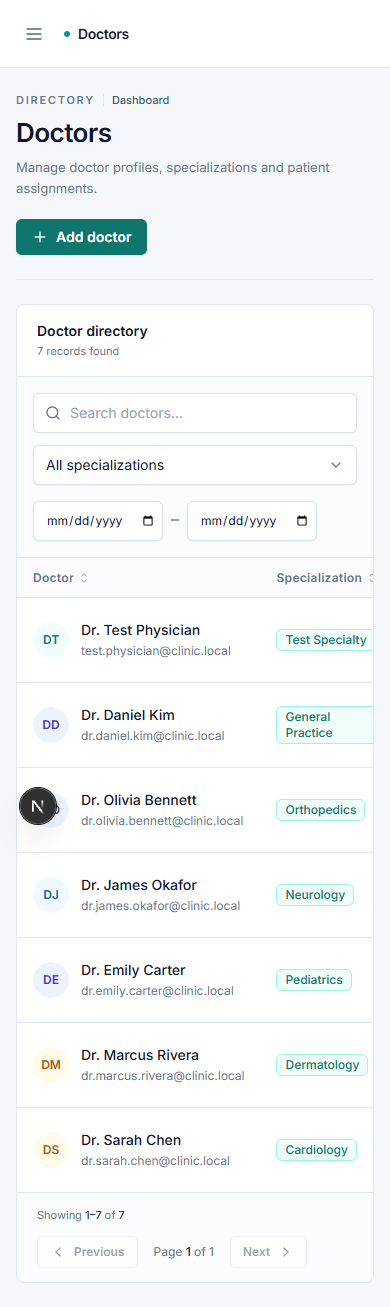 Doctors
DIRECTORY Dashboard
Doctors
Manage doctor profiles, specializations and patient
assignments.
+ Add doctor
Doctor directory
7 records found
Search doctors...
All specializations
mm/dd/yyyy – mm/dd/yyyy
Doctor Specialization
DT Dr. Test Physician Test Specialty
test.physician@clinic.local
DD Dr. Daniel Kim General
dr.daniel.kim@clinic.local Practice
N Dr. Olivia Bennett Orthopedics
dr.olivia.bennett@clinic.local
DJ Dr. James Okafor Neurology
dr.james.okafor@clinic.local
DE Dr. Emily Carter Pediatrics
dr.emily.carter@clinic.local
DM Dr. Marcus Rivera Dermatology
dr.marcus.rivera@clinic.local
DS Dr. Sarah Chen Cardiology
dr.sarah.chen@clinic.local
Showing 1–7 of 7
Previous Page 1 of 1 Next